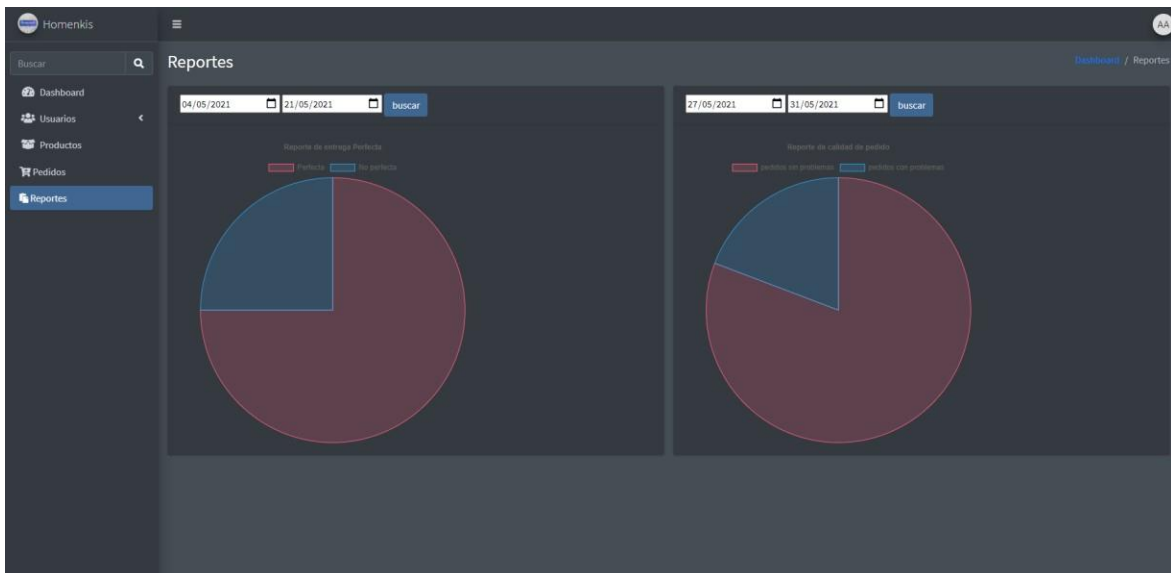 Homenkis
AA
Buscar
Dashboard
Usuarios
Productos
Pedidos
Reportes
Reportes
Dashboard / Reportes
04/05/2021 21/05/2021 buscar
Reporte de entrega Perfecta
Perfecta No perfecta
27/05/2021 31/05/2021 buscar
Reporte de calidad de pedido
pedidos sin problemas pedidos con problemas